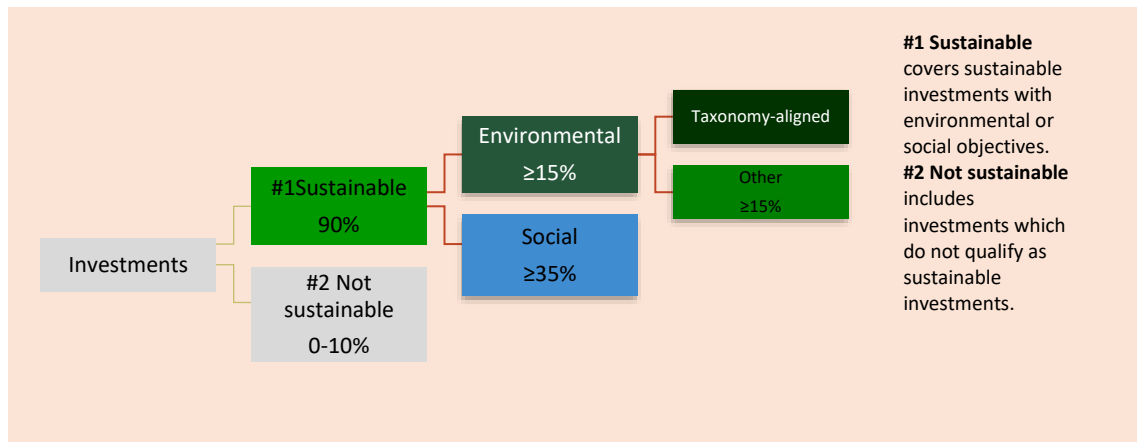 Investments
#1Sustainable
90%
#2 Not
sustainable
0-10%
Environmental
≥15%
Social
≥35%
Taxonomy-aligned
Other
≥15%
#1 Sustainable
covers sustainable
investments with
environmental or
social objectives.
#2 Not sustainable
includes
investments which
do not qualify as
sustainable
investments.